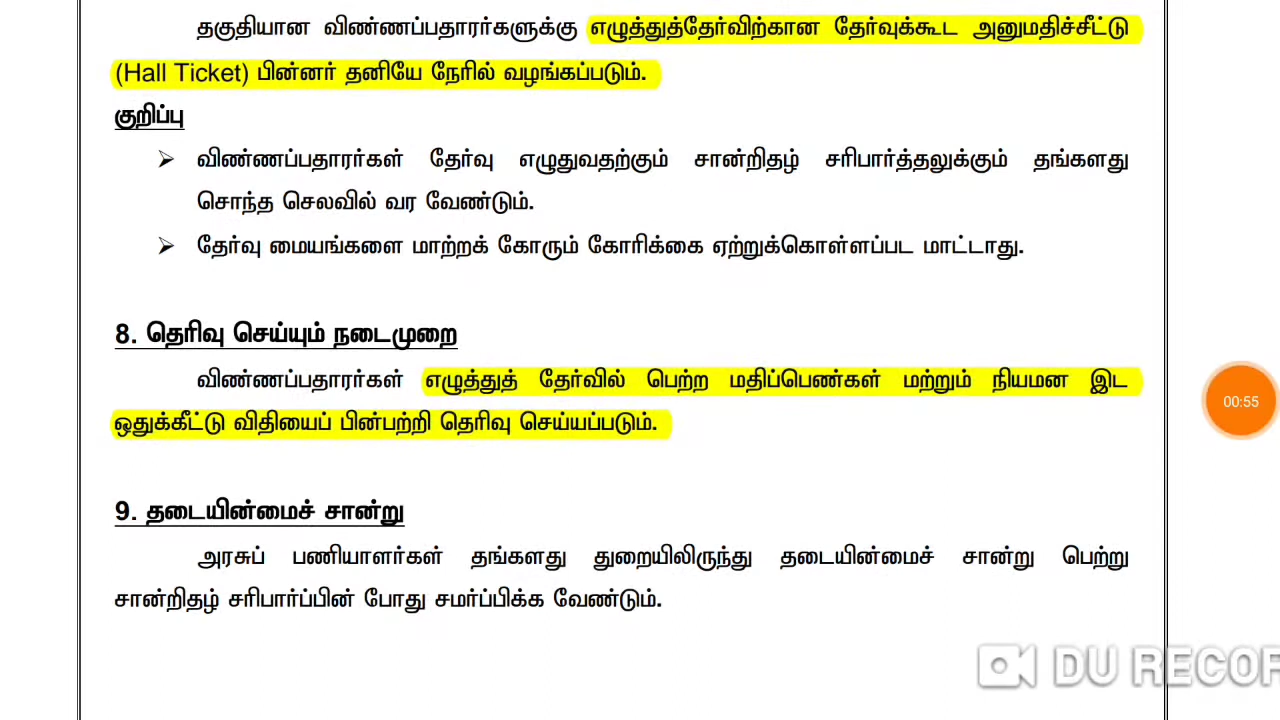 தகுதியான விண்ணப்பதாரர்களுக்கு எழுத்துத்தேர்விற்கான தேர்வுக்கூட அனுமதிச்சீட்டு
(Hall Ticket) பின்னர் தனியே நேரில் வழங்கப்படும்.
குறிப்பு
➢ விண்ணப்பதாரர்கள் தேர்வு எழுதுவதற்கும் சான்றிதழ் சரிபார்த்தலுக்கும் தங்களது
சொந்த செலவில் வர வேண்டும்.
➢ தேர்வு மையங்களை மாற்றக் கோரும் கோரிக்கை ஏற்றுக்கொள்ளப்பட மாட்டாது.
8. தெரிவு செய்யும் நடைமுறை
விண்ணப்பதாரர்கள் எழுத்துத் தேர்வில் பெற்ற மதிப்பெண்கள் மற்றும் நியமன இட
00:55
ஒதுக்கீட்டு விதியைப் பின்பற்றி தெரிவு செய்யப்படும்.
9. தடையின்மைச் சான்று
அரசுப் பணியாளர்கள் தங்களது துறையிலிருந்து தடையின்மைச் சான்று பெற்று
சான்றிதழ் சரிபார்ப்பின் போது சமர்ப்பிக்க வேண்டும்.
DU RECOR